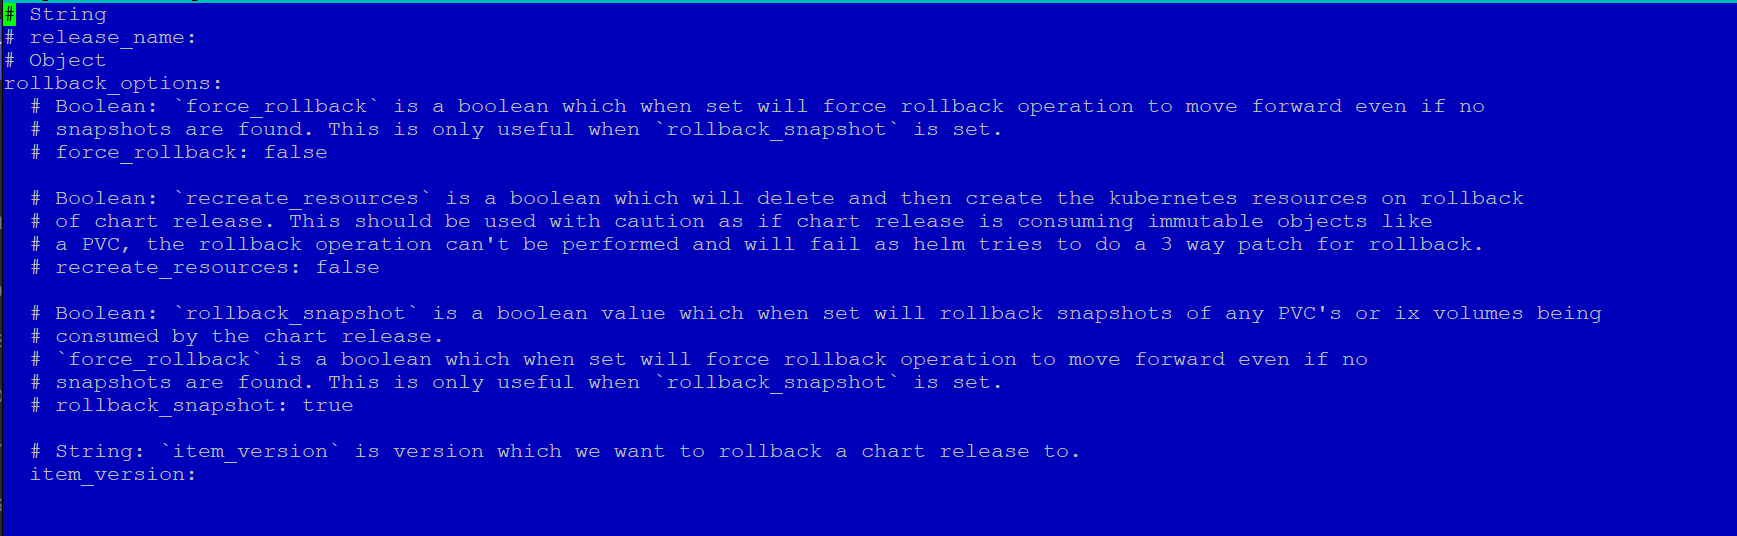 # String
# release_name:
# Object
rollback_options:
# Boolean: `force_rollback` is a boolean which when set will force rollback operation to move forward even if no
# snapshots are found. This is only useful when `rollback_snapshot` is set.
# force_rollback: false
# Boolean: `recreate_resources` is a boolean which will delete and then create the kubernetes resources on rollback
# of chart release. This should be used with caution as if chart release is consuming immutable objects like
# a PVC, the rollback operation can't be performed and will fail as helm tries to do a 3 way patch for rollback.
# recreate_resources: false
# Boolean: `rollback_snapshot` is a boolean value which when set will rollback snapshots of any PVC's or ix volumes being
# consumed by the chart release.
# `force_rollback` is a boolean which when set will force rollback operation to move forward even if no
# snapshots are found. This is only useful when `rollback_snapshot` is set.
# rollback_snapshot: true
# String: `item_version` is version which we want to rollback a chart release to.
item_version: